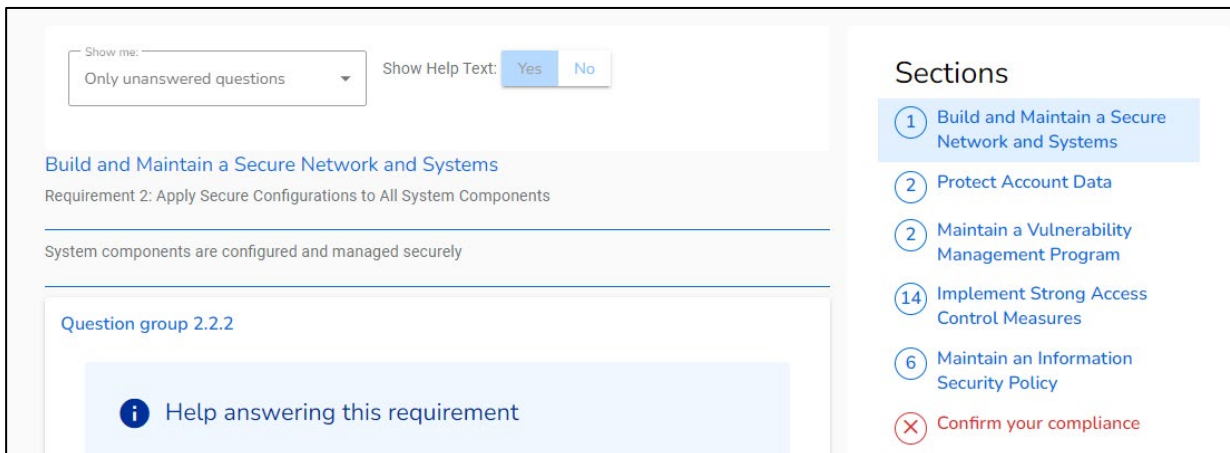 Show me:
Only unanswered questions
Show Help Text: Yes No
Build and Maintain a Secure Network and Systems
Requirement 2: Apply Secure Configurations to All System Components
System components are configured and managed securely
Question group 2.2.2
i Help answering this requirement
Sections
1 Build and Maintain a Secure
Network and Systems
2 Protect Account Data
2 Maintain a Vulnerability
Management Program
14 Implement Strong Access
Control Measures
6 Maintain an Information
Security Policy
Confirm your compliance